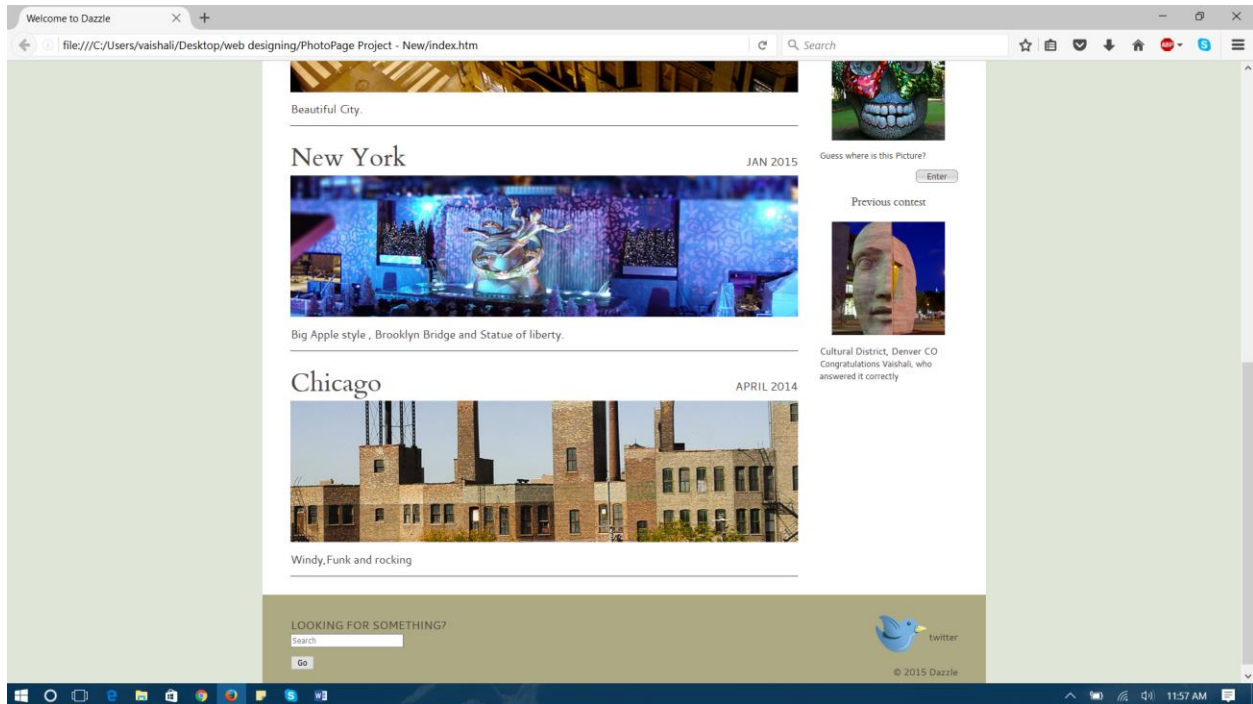 Welcome to Dazzle
file:///C:/Users/vaishali/Desktop/web designing/PhotoPage Project - New/index.htm
Search
ABP
Beautiful City.
New York
JAN 2015
Big Apple style , Brooklyn Bridge and Statue of liberty.
Chicago
APRIL 2014
Windy,Funk and rocking
Guess where is this Picture?
Enter
Previous contest
Cultural District, Denver CO
Congratulations Vaishali, who
answered it correctly
LOOKING FOR SOMETHING?
Search
Go
twitter
© 2015 Dazzle
11:57 AM